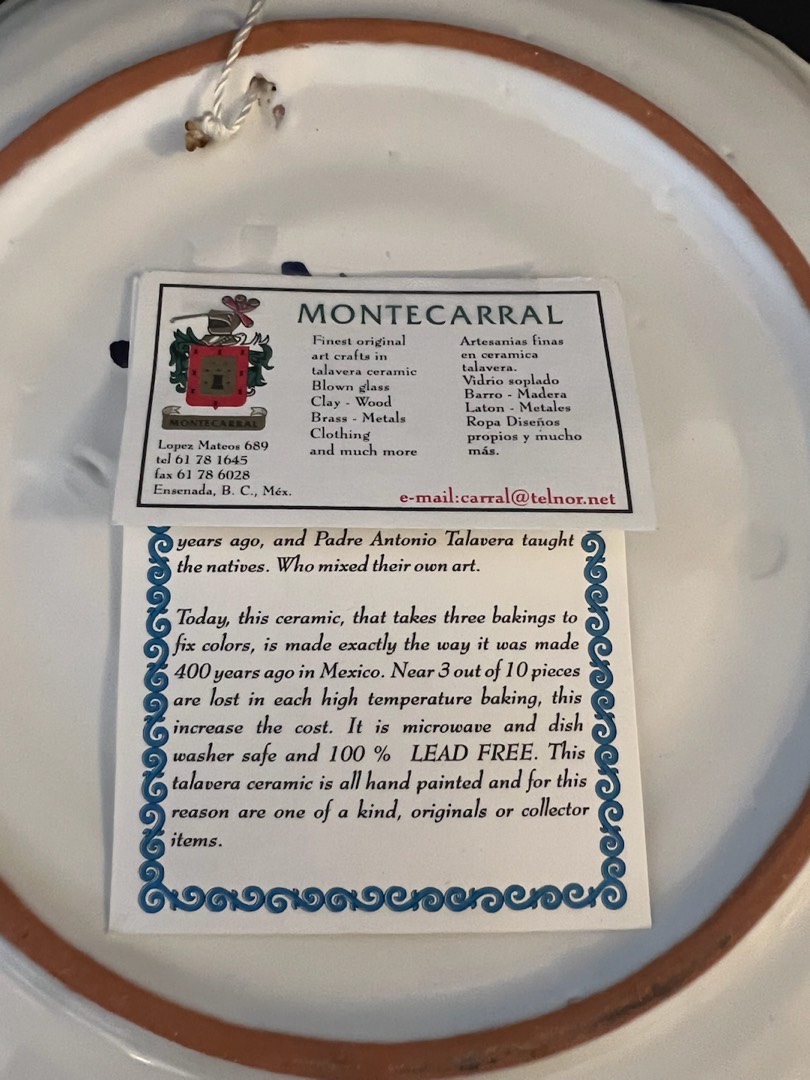 MONTECARRAL
Finest original
art crafts in
talavera ceramic
Blown glass
Clay - Wood
Brass - Metals
Clothing
and much more
Artesanias finas
en ceramica
talavera.
Vidrio soplado
Barro - Madera
Laton - Metales
Ropa Diseños
propios y mucho
más.
MONTECARRAL
Lopez Mateos 689
tel 61 78 1645
fax 61 78 6028
Ensenada, B. C., Méx.
e-mail:carral@telnor.net
years ago, and Padre Antonio Talavera taught
the natives. Who mixed their own art.
Today, this ceramic, that takes three bakings to
fix colors, is made exactly the way it was made
400 years ago in Mexico. Near 3 out of 10 pieces
are lost in each high temperature baking, this
increase the cost. It is microwave and dish
washer safe and 100 % LEAD FREE. This
talavera ceramic is all hand painted and for this
reason are one of a kind, originals or collector
items.